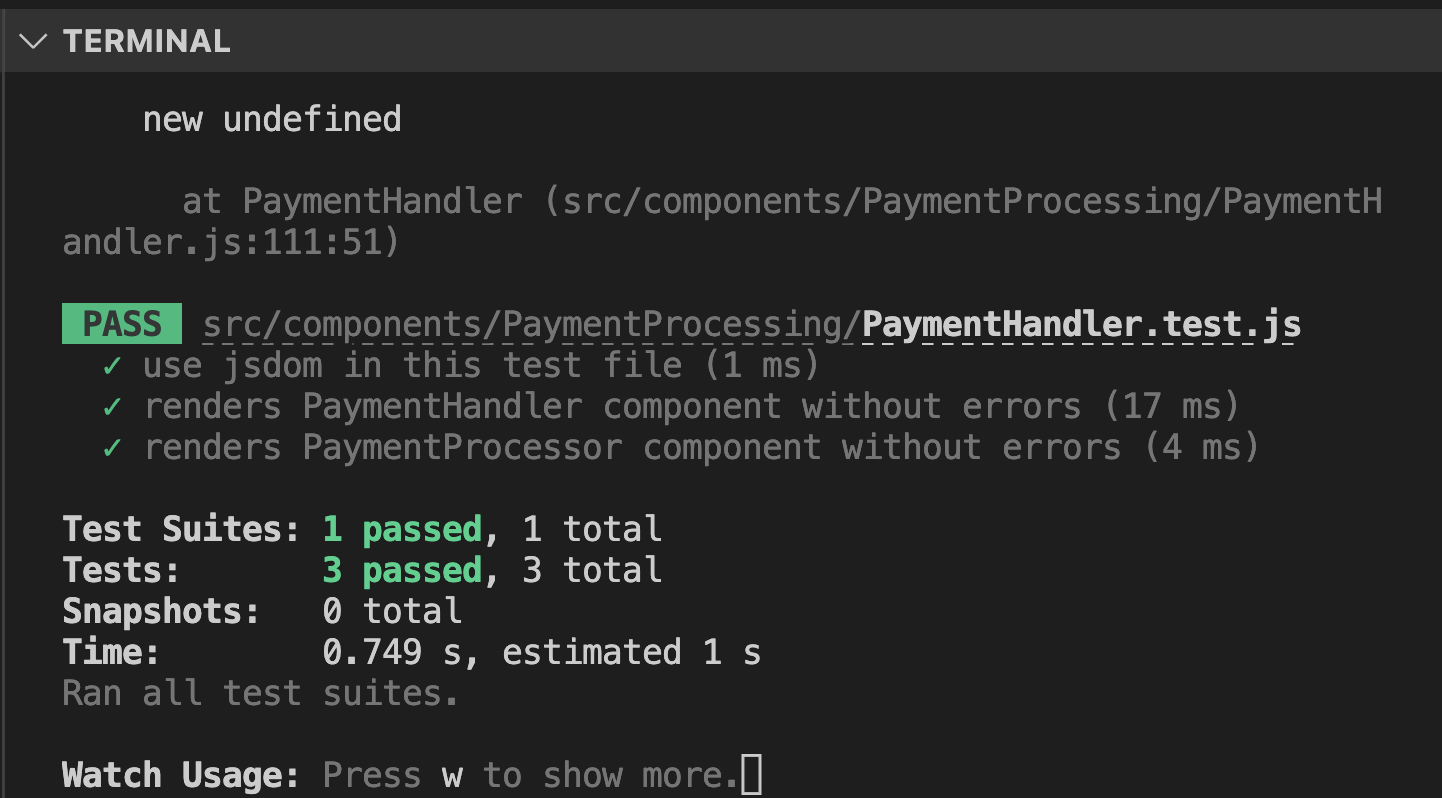 TERMINAL
new undefined
at PaymentHandler (src/components/PaymentProcessing/PaymentH
andler.js:111:51)
PASS src/components/PaymentProcessing/PaymentHandler.test.js
✓ use jsdom in this test file (1 ms)
✓ renders PaymentHandler component without errors (17 ms)
✓ renders PaymentProcessor component without errors (4 ms)
Test Suites: 1 passed, 1 total
Tests: 3 passed, 3 total
Snapshots: 0 total
Time: 0.749 s, estimated 1 s
Ran all test suites.
Watch Usage: Press w to show more.